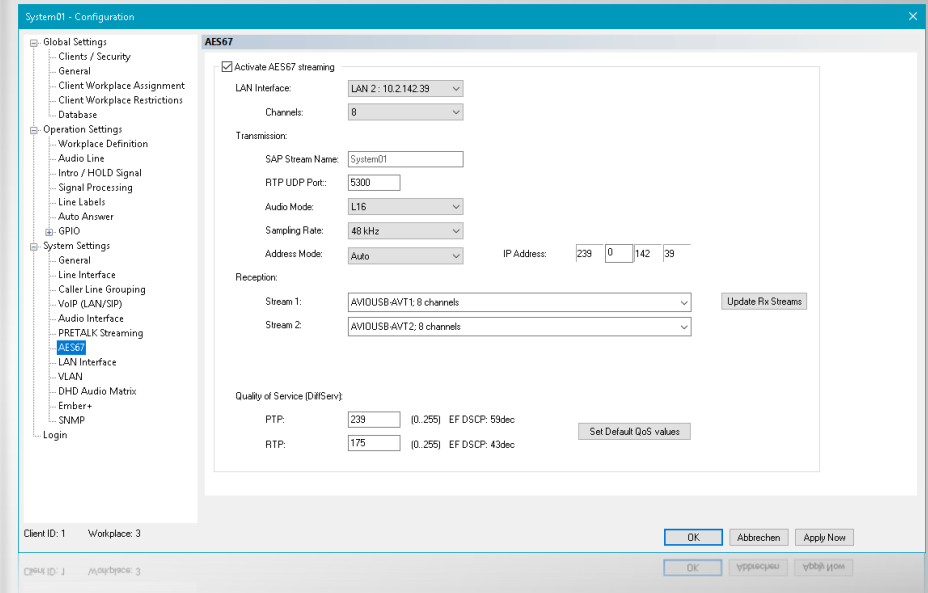 System01 - Configuration
Global Settings
Clients / Security
General
Client Workplace Assignment
Client Workplace Restrictions
Database
Operation Settings
Workplace Definition
Audio Line
Intro / HOLD Signal
Signal Processing
Line Labels
Auto Answer
GPIO
System Settings
General
Line Interface
Caller Line Grouping
VoIP (LAN/SIP)
Audio Interface
PRETALK Streaming
AES67
LAN Interface
VLAN
DHD Audio Matrix
Ember+
SNMP
Login
AES67
Activate AES67 streaming
LAN Interface: LAN 2 : 10.2.142.39
Channels: 8
Transmission:
SAP Stream Name: System01
RTP UDP Port:: 5300
Audio Mode: L16
Sampling Rate: 48 kHz
Address Mode: Auto IP Address: 239 0 142 39
Reception:
Stream 1: AVIOUSB-AVT1; 8 channels Update Rx Streams
Stream 2: AVIOUSB-AVT2; 8 channels
Quality of Service (DiffServ):
PTP: 239 (0..255) EF DSCP: 59dec
Set Default QoS values
RTP: 175 (0..255) EF DSCP: 43dec
Client ID: 1 Workplace: 3
OK Abbrechen Apply Now